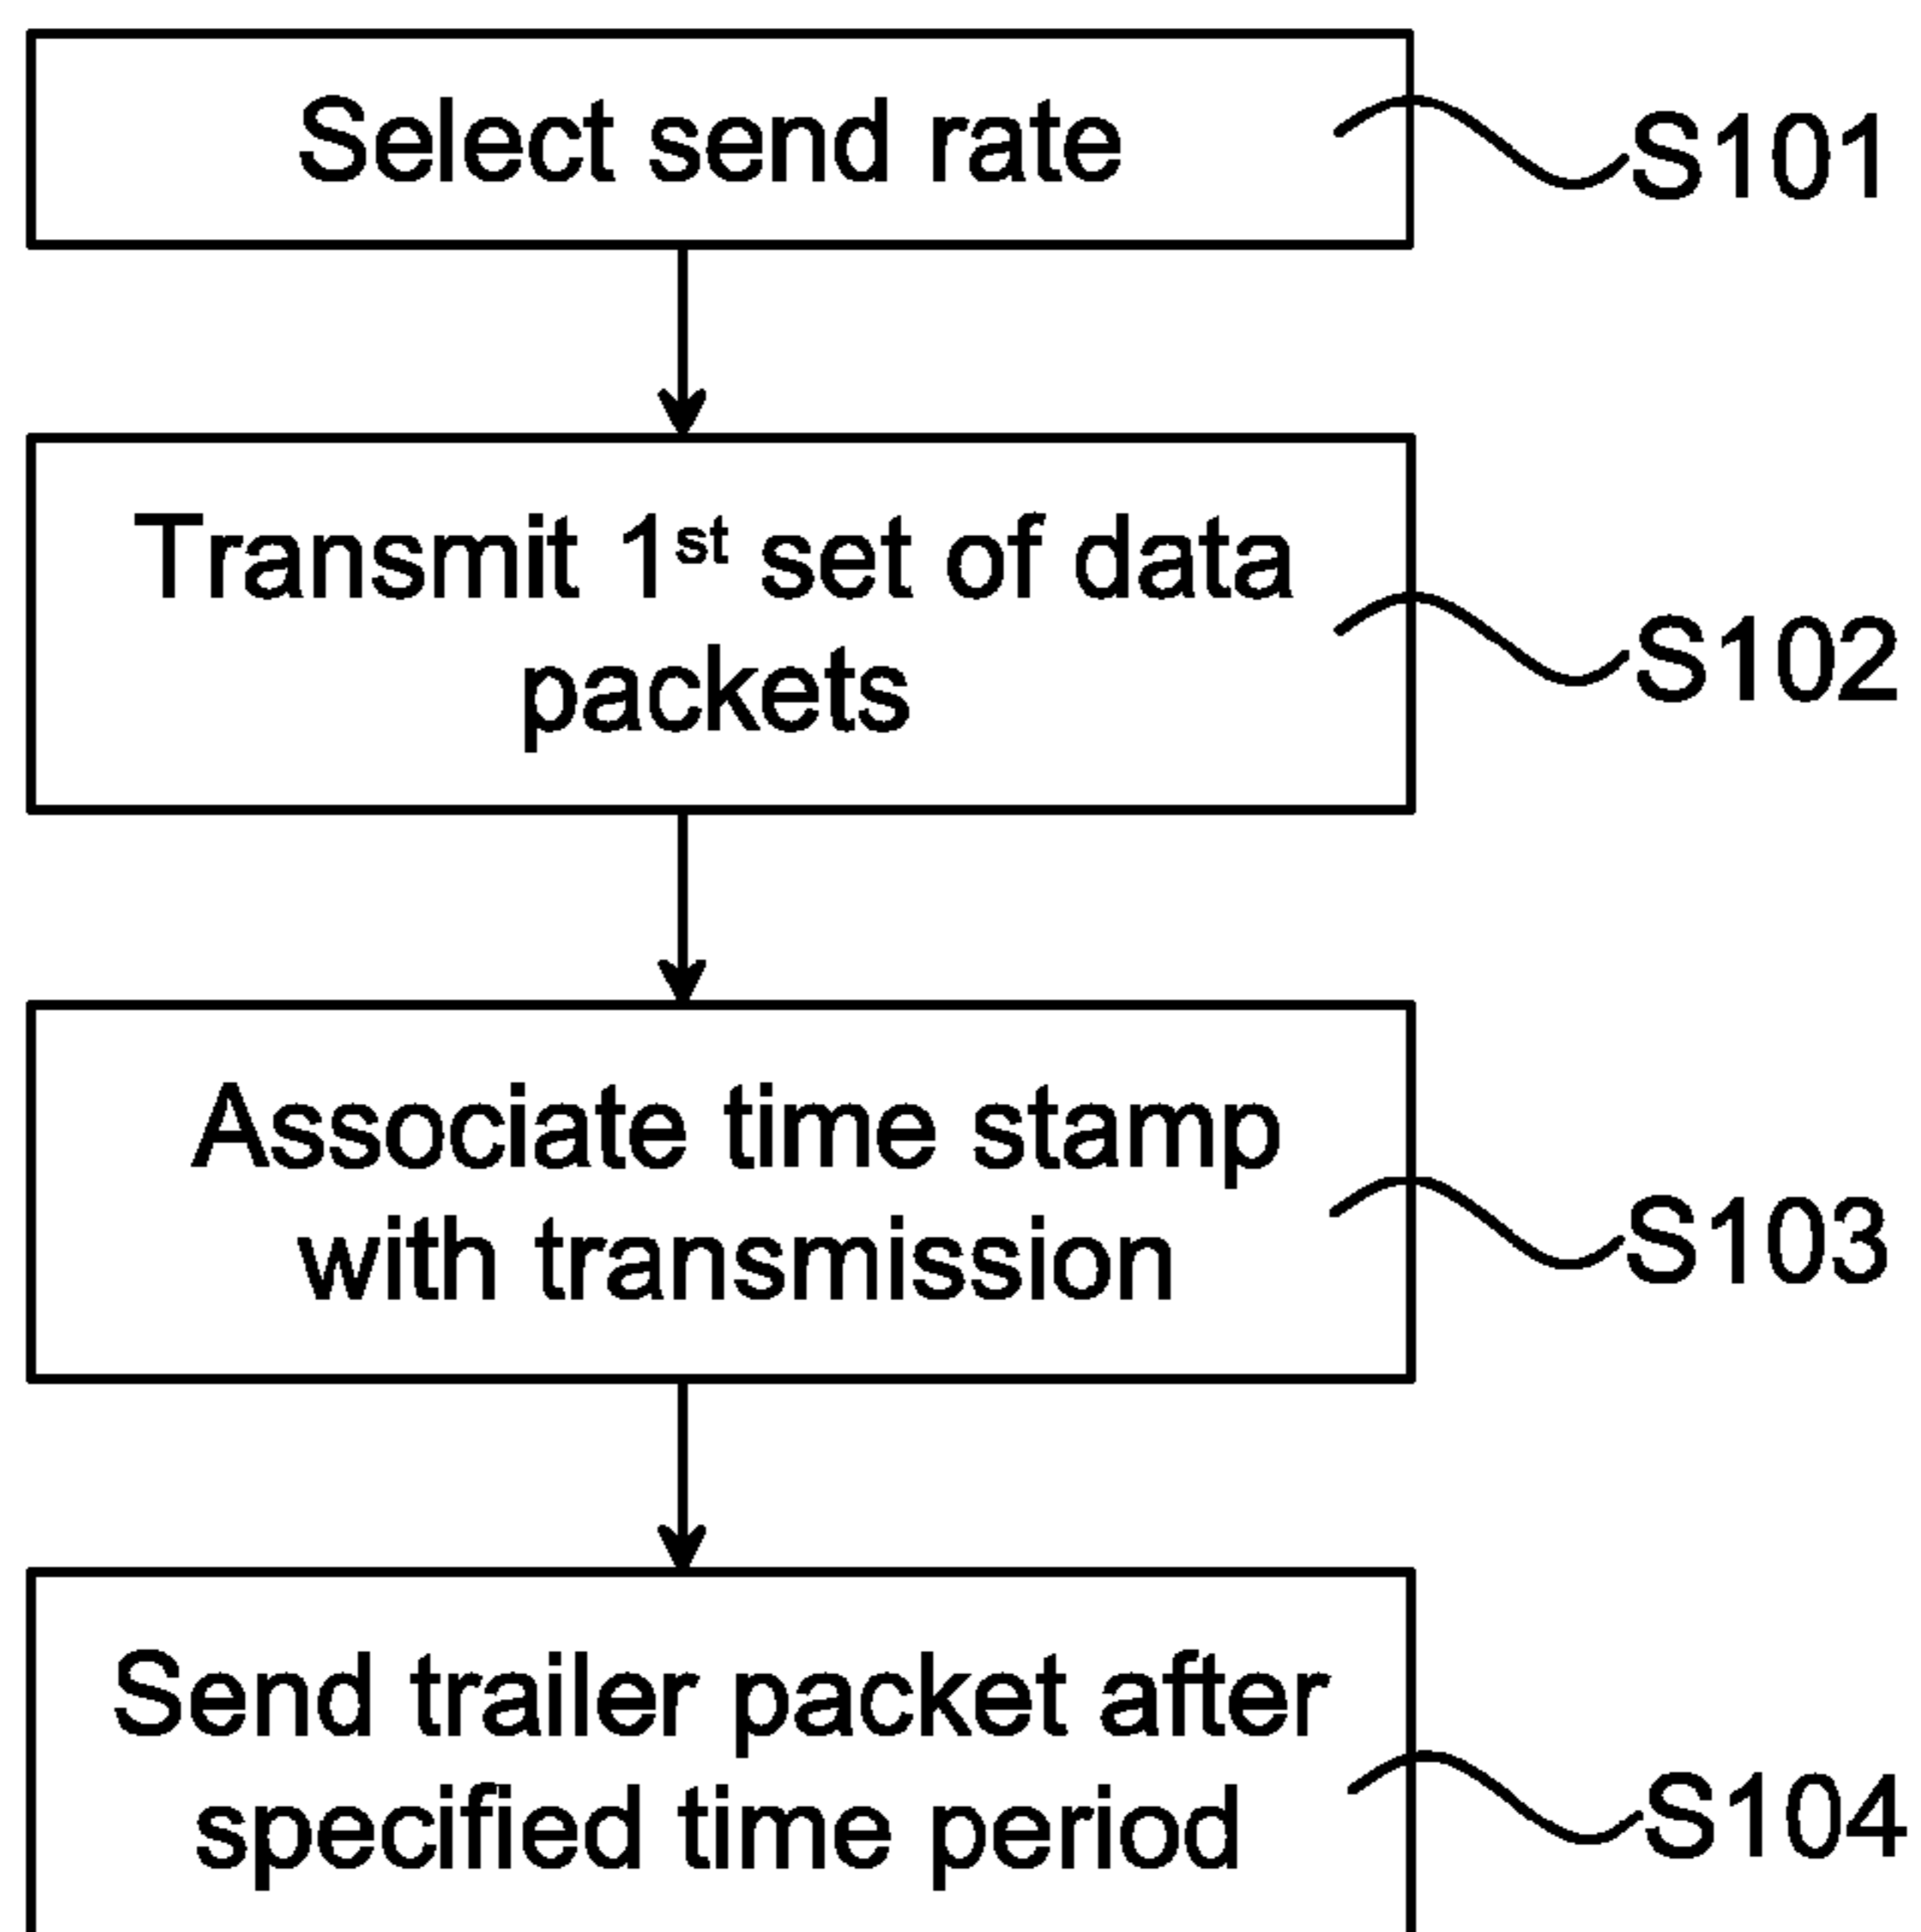 Select send rate
S101
Transmit 1st set of data
packets
S102
Associate time stamp
with transmission
S103
Send trailer packet after
specified time period
S104